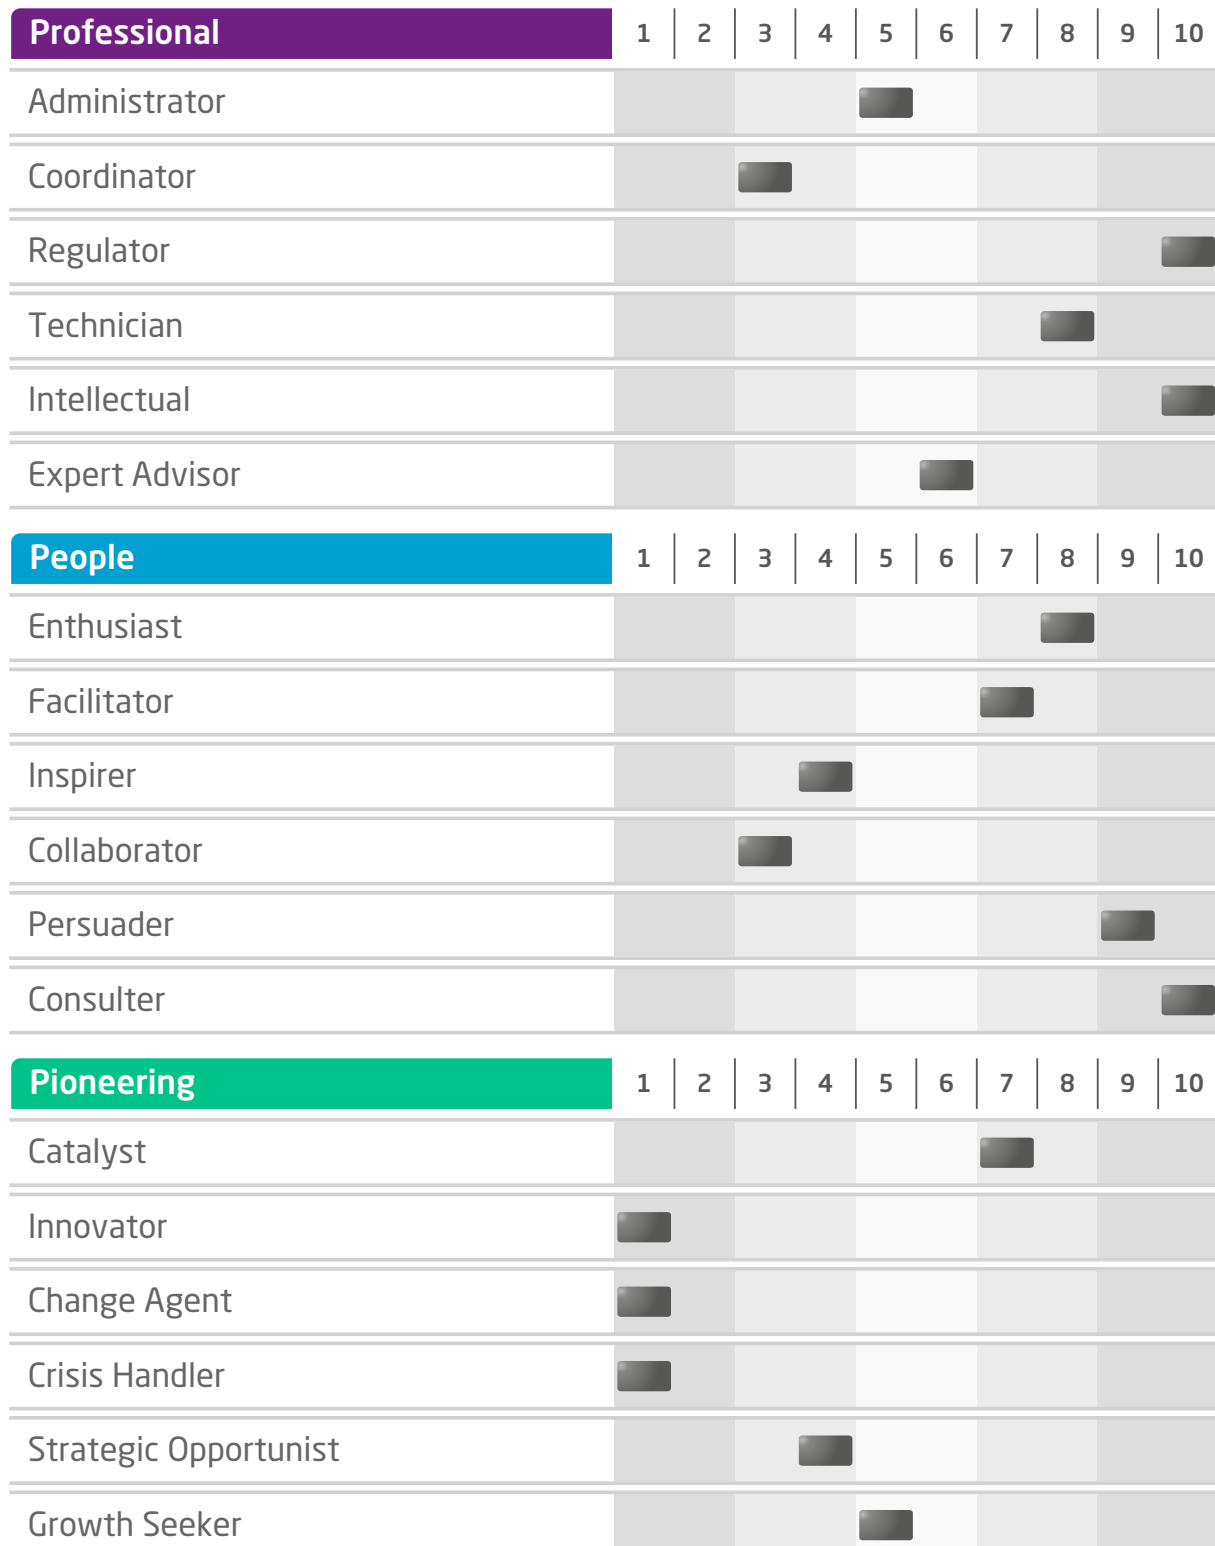 Professional 1 2 3 4 5 6 7 8 9 10
Administrator
Coordinator
Regulator
Technician
Intellectual
Expert Advisor
People 1 2 3 4 5 6 7 8 9 10
Enthusiast
Facilitator
Inspirer
Collaborator
Persuader
Consulter
Pioneering 1 2 3 4 5 6 7 8 9 10
Catalyst
Innovator
Change Agent
Crisis Handler
Strategic Opportunist
Growth Seeker